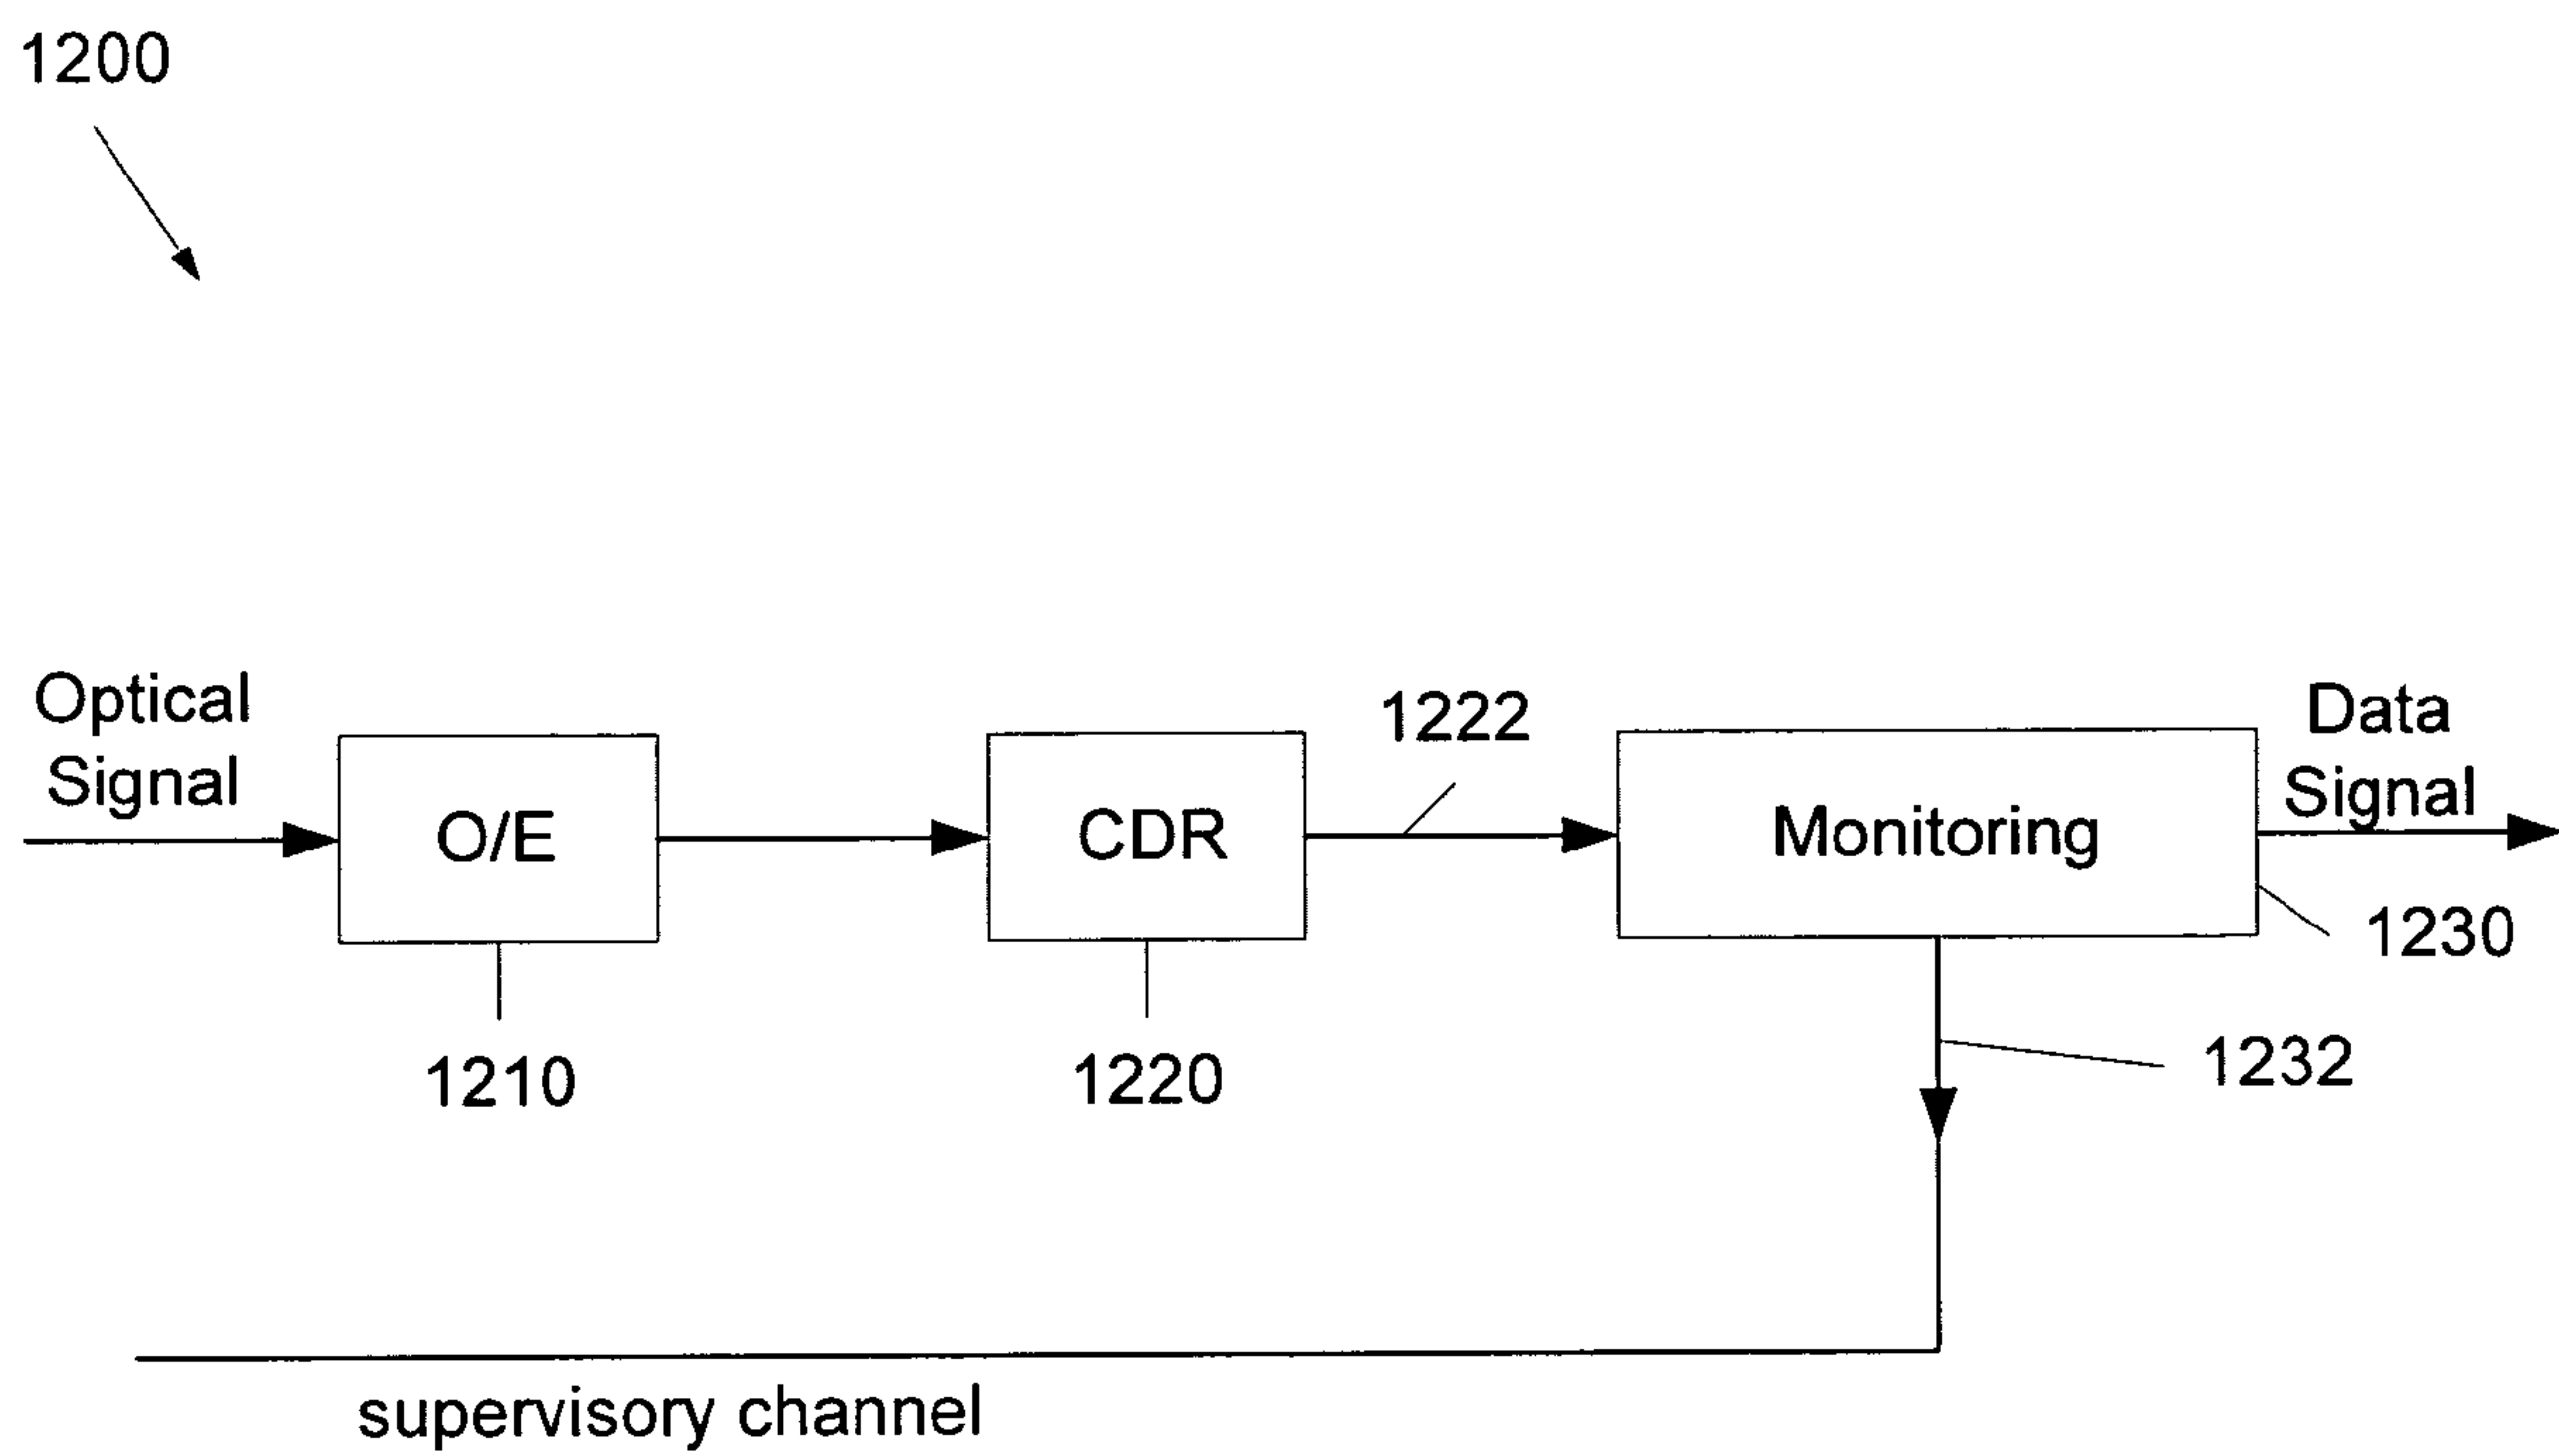 1200
Optical
Signal
O/E
1210
CDR
1220
1222
Monitoring
Data
Signal
1230
1232
supervisory channel